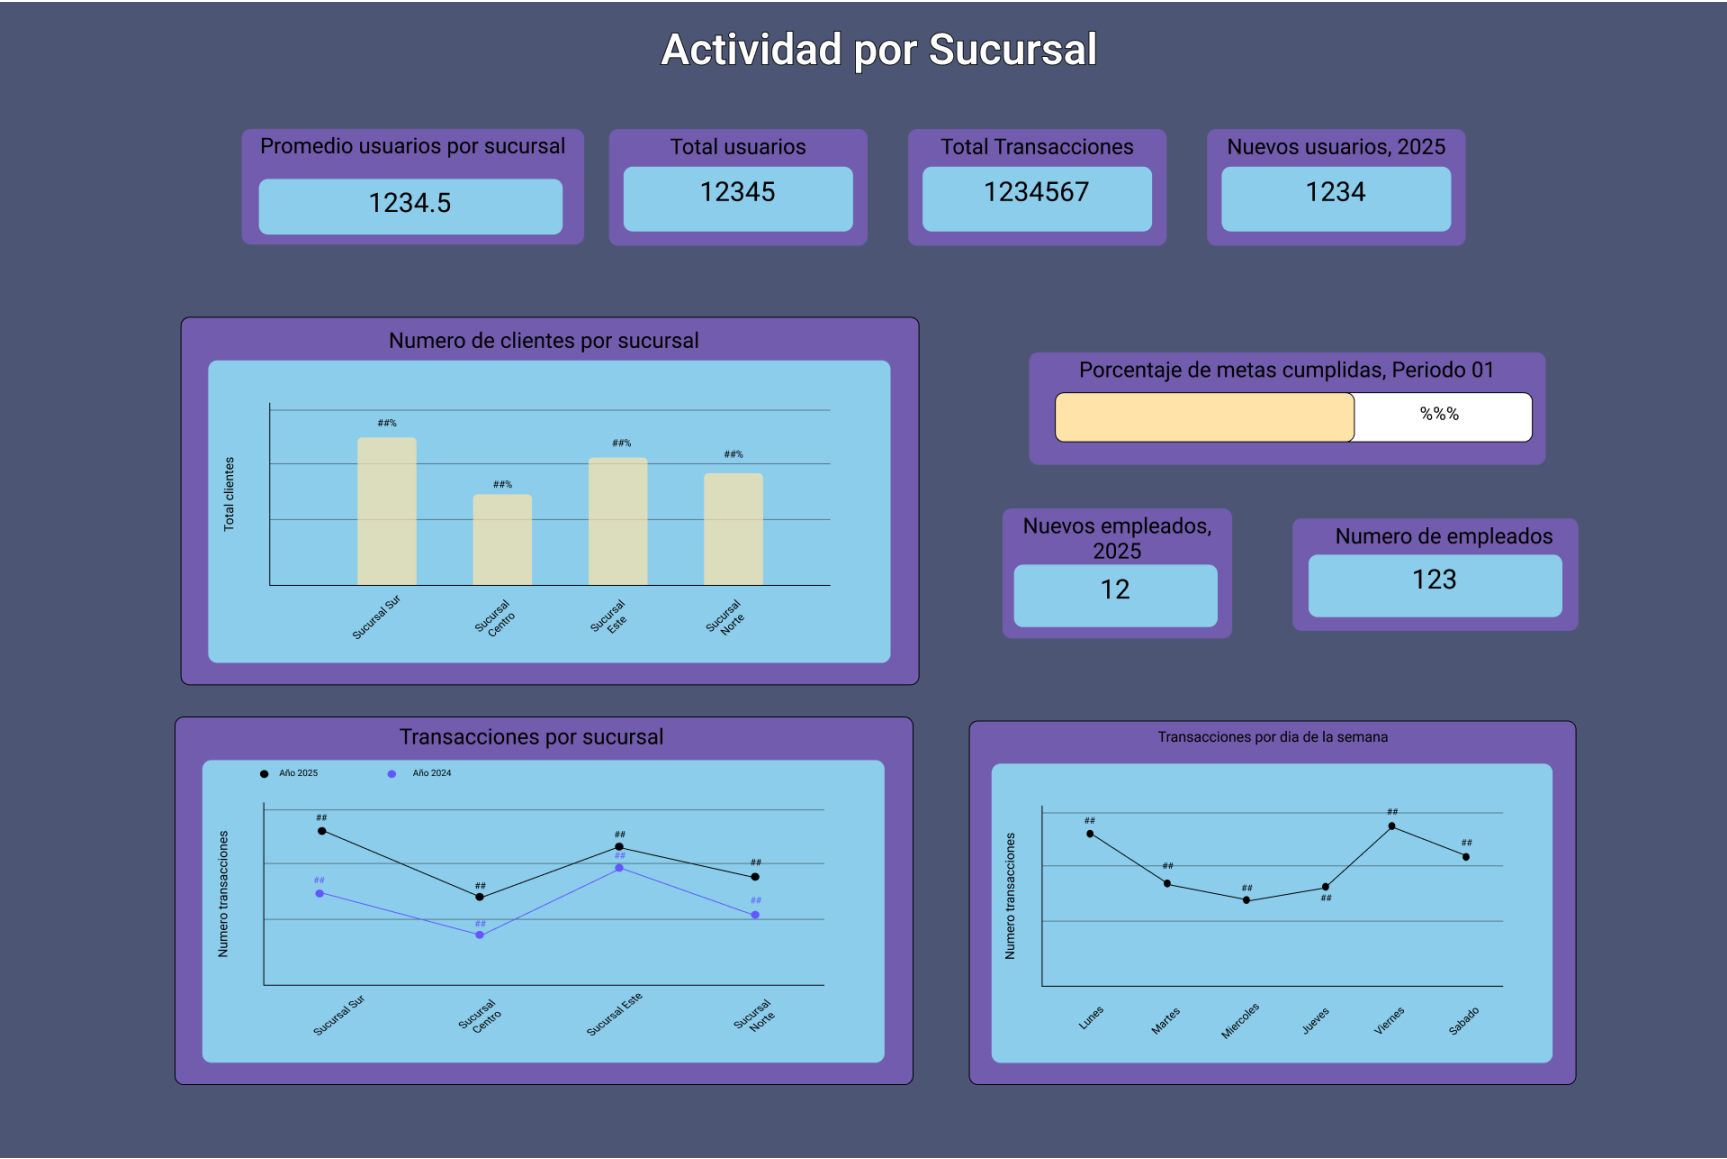 Actividad por Sucursal
Promedio usuarios por sucursal
1234.5
Total usuarios
12345
Total Transacciones
1234567
Nuevos usuarios, 2025
1234
Numero de clientes por sucursal
Total clientes
##%
##%
##%
##%
Sucursal Sur
Sucursal
Centro
Sucursal
Este
Sucursal
Norte
Porcentaje de metas cumplidas, Periodo 01
%%%
Nuevos empleados,
2025
12
Numero de empleados
123
Transacciones por sucursal
Año 2025
Año 2024
Numero transacciones
##
##
##
##
##
##
##
##
Sucursal Sur
Sucursal
Centro
Sucursal Este
Sucursal
Norte
Transacciones por dia de la semana
Numero transacciones
##
##
##
##
##
##
Lunes
Martes
Miercoles
Jueves
Viernes
Sabado